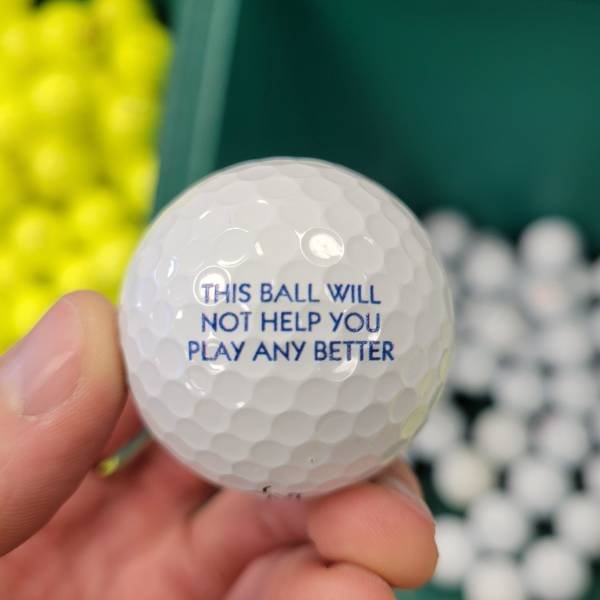 THIS BALL WILL
NOT HELP YOU
PLAY ANY BETTER